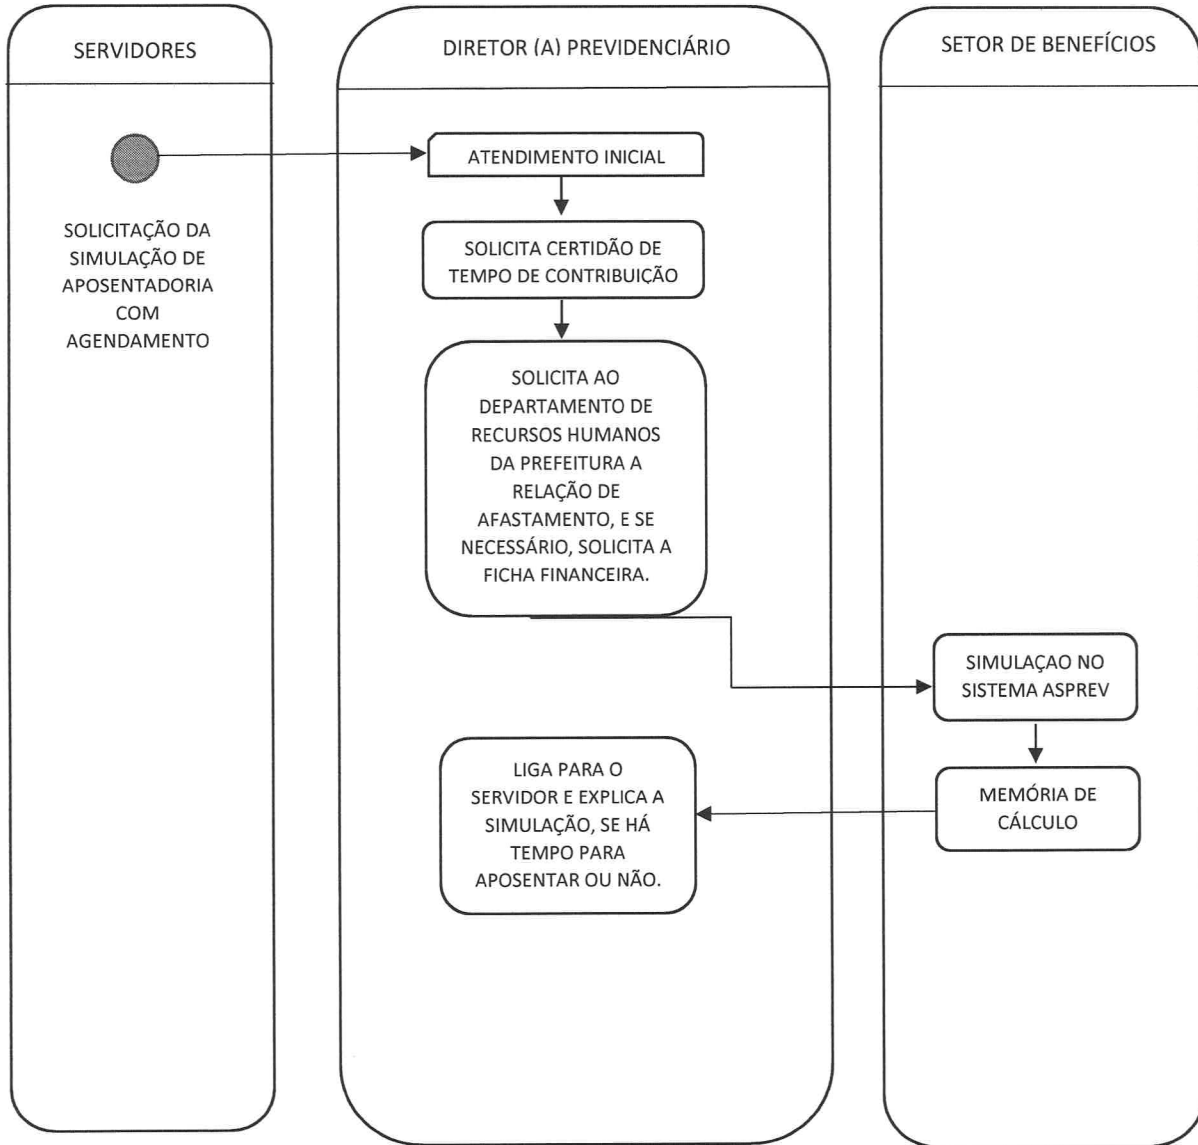 SERVIDORES
DIRETOR (A) PREVIDENCIÁRIO
SETOR DE BENEFÍCIOS
ATENDIMENTO INICIAL
SOLICITAÇÃO DA
SIMULAÇÃO DE
APOSENTADORIA
COM
AGENDAMENTO
SOLICITA CERTIDÃO DE
TEMPO DE CONTRIBUIÇÃO
SOLICITA AO
DEPARTAMENTO DE
RECURSOS HUMANOS
DA PREFEITURA A
RELAÇÃO DE
AFASTAMENTO, E SE
NECESSÁRIO, SOLICITA A
FICHA FINANCEIRA.
SIMULAÇAO NO
SISTEMA ASPREV
MEMÓRIA DE
CÁLCULO
LIGA PARA O
SERVIDOR E EXPLICA A
SIMULAÇÃO, SE HÁ
TEMPO PARA
APOSENTAR OU NÃO.